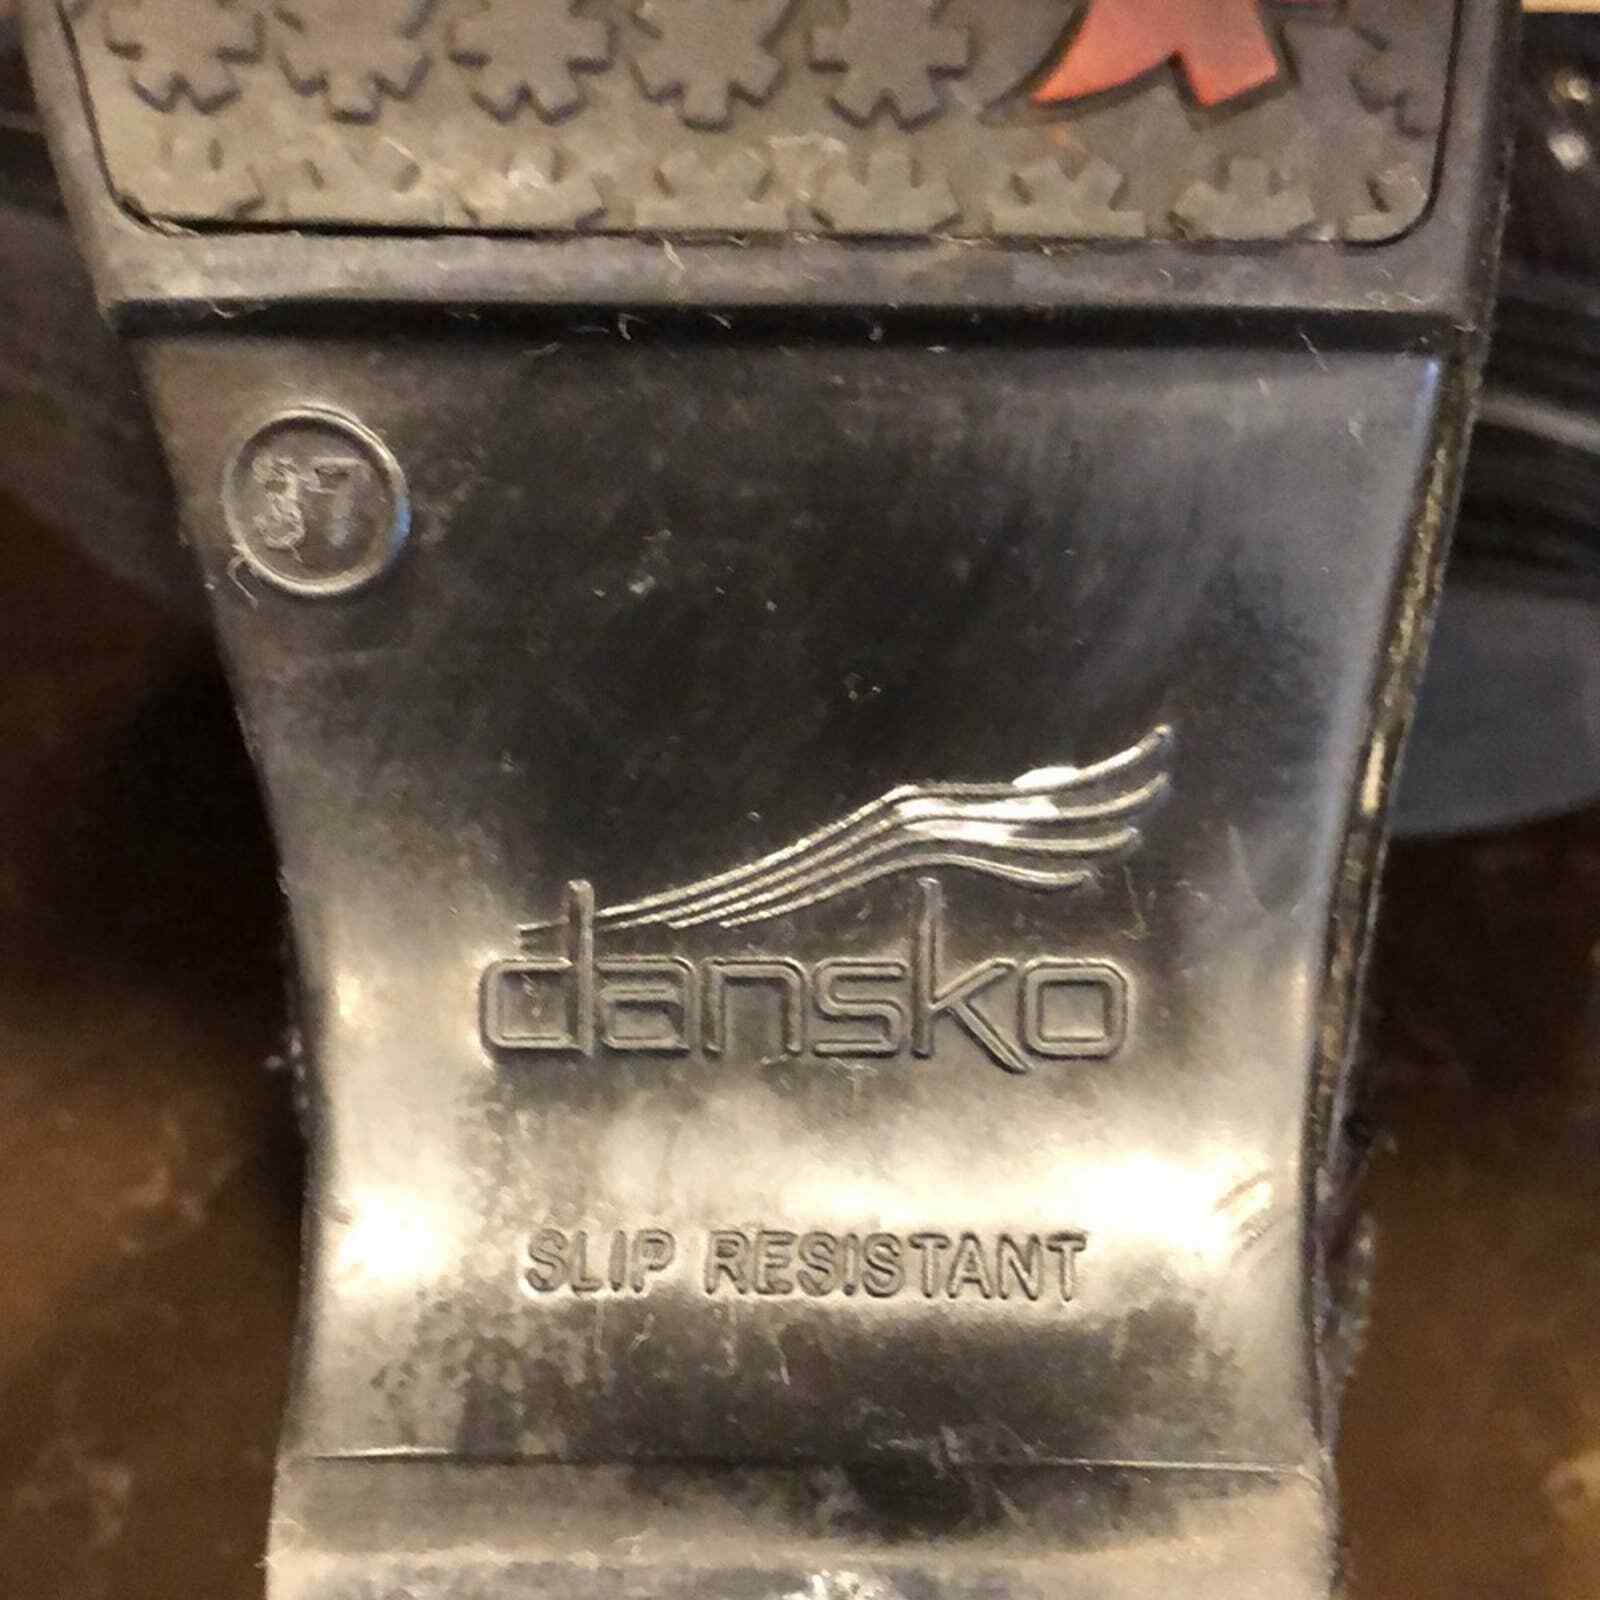 37
dansko
SLIP RESISTANT